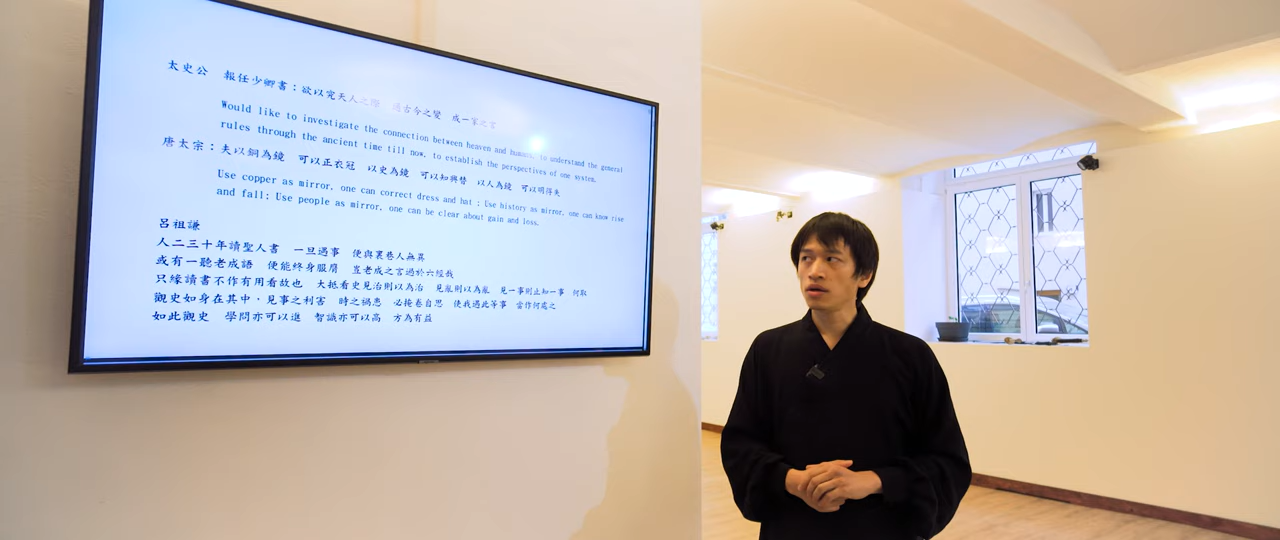 太史公　報任少卿書：欲以究天人之際　通古今之變　成一家之言
Would like to investigate the connection between heaven and humans, to understand the general
rules through the ancient time till now, to establish the perspectives of one system.
唐太宗：夫以銅為鏡　可以正衣冠　以史為鏡　可以知興替　以人為鏡　可以明得失
Use copper as mirror, one can correct dress and hat ; Use history as mirror, one can know rise
and fall; Use people as mirror, one can be clear about gain and loss.
呂祖謙
人二三十年讀聖人書　一旦遇事　便與里巷人無異
或有一聽老成語　便能終身服膺　豈老成之言過於六經哉
只緣讀書不作有用看故也　大抵看史見治則以為治　見亂則以為亂　見一事則止知一事　何取
觀史如身在其中，見事之利害　時之禍患　必掩卷自思　使我遇此等事　當作何處之
如此觀史　學問亦可以進　智識亦可以高　方為有益